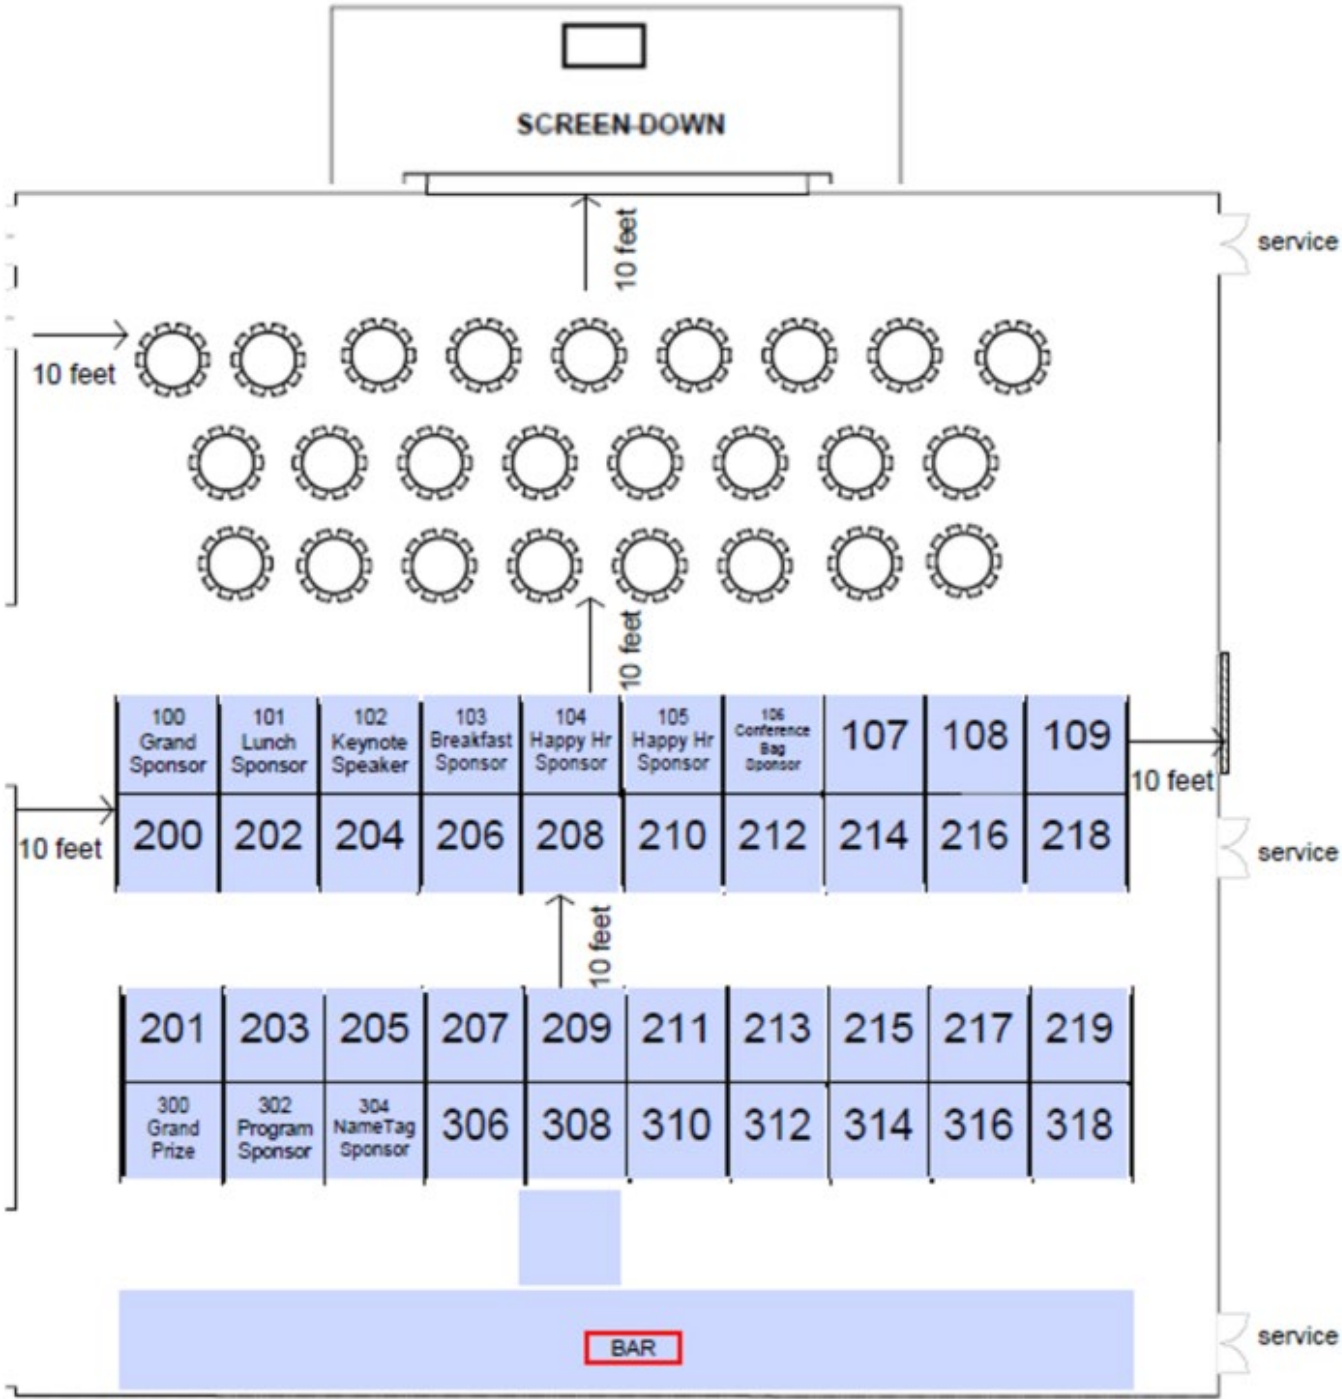 SCREEN DOWN
10 feet
service
10 feet
10 feet
100
Grand
Sponsor
101
Lunch
Sponsor
102
Keynote
Speaker
103
Breakfast
Sponsor
104
Happy Hr
Sponsor
105
Happy Hr
Sponsor
106
Conference
Bag
Sponsor
107
108
109
10 feet
10 feet
200
202
204
206
208
210
212
214
216
218
service
10 feet
201
203
205
207
209
211
213
215
217
219
300
Grand
Prize
302
Program
Sponsor
304
NameTag
Sponsor
306
308
310
312
314
316
318
BAR
service